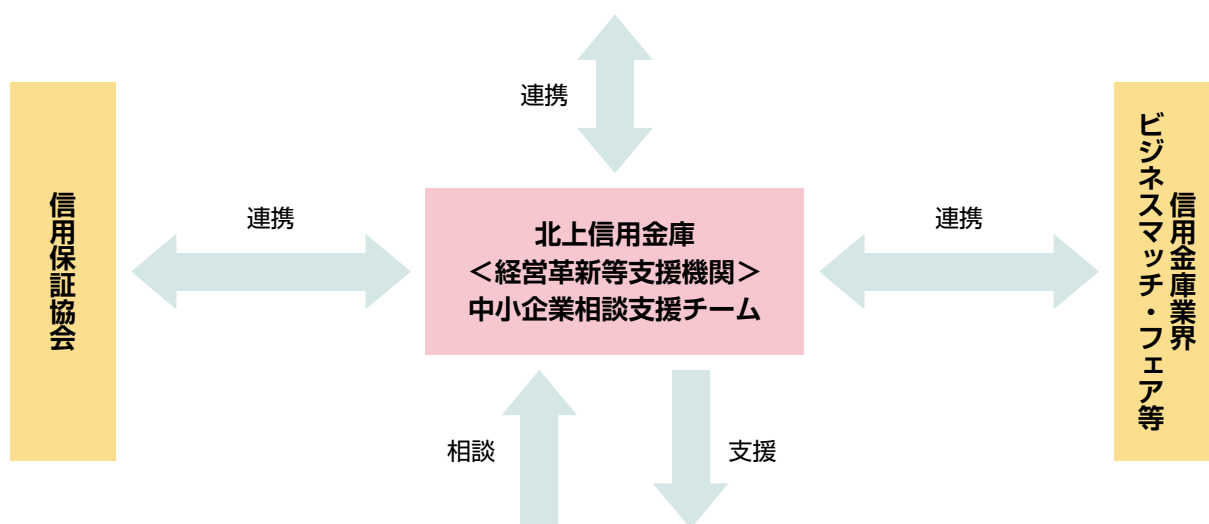 連携
信用保証協会
連携
北上信用金庫
＜経営革新等支援機関＞
中小企業相談支援チーム
連携
信用金庫業界
ビジネスマッチ・フェア等
相談
支援